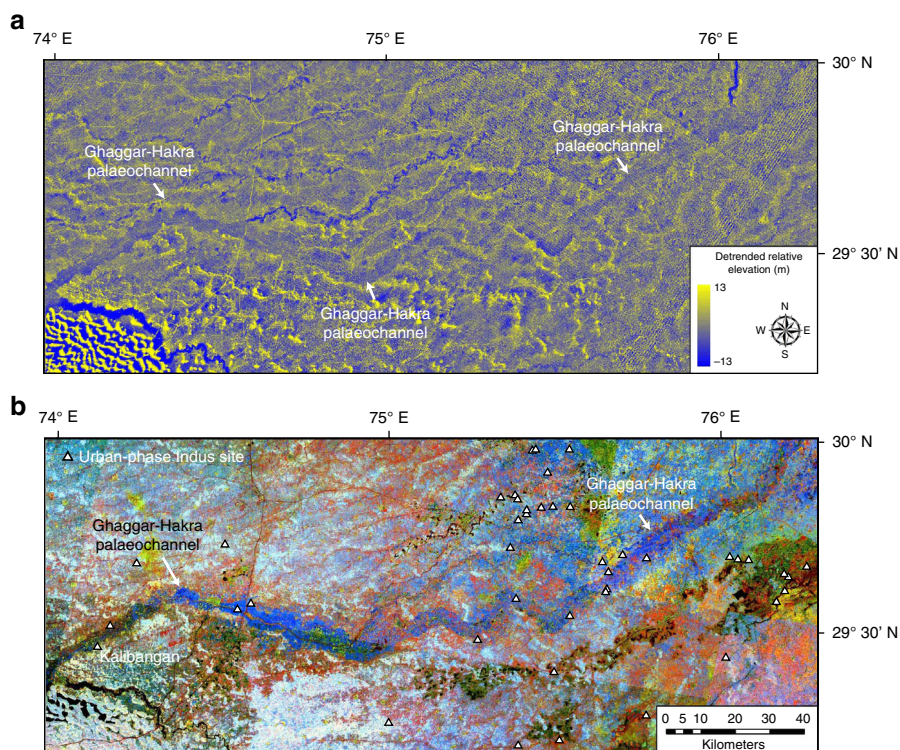 a
74° E 75° E 76° E
30° N
Ghaggar-Hakra
palaeochannel
Ghaggar-Hakra
palaeochannel
29° 30′ N
Ghaggar-Hakra
palaeochannel
Detrended relative
elevation (m)
13
–13
N
W E
S
b
74° E 75° E 76° E
30° N
Urban-phase Indus site
Ghaggar-Hakra
palaeochannel
Ghaggar-Hakra
palaeochannel
29° 30′ N
Kalibangan
0 5 10 20 30 40
Kilometers